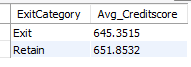 ExitCategory Avg_Creditscore
Exit 645.3515
Retain 651.8532